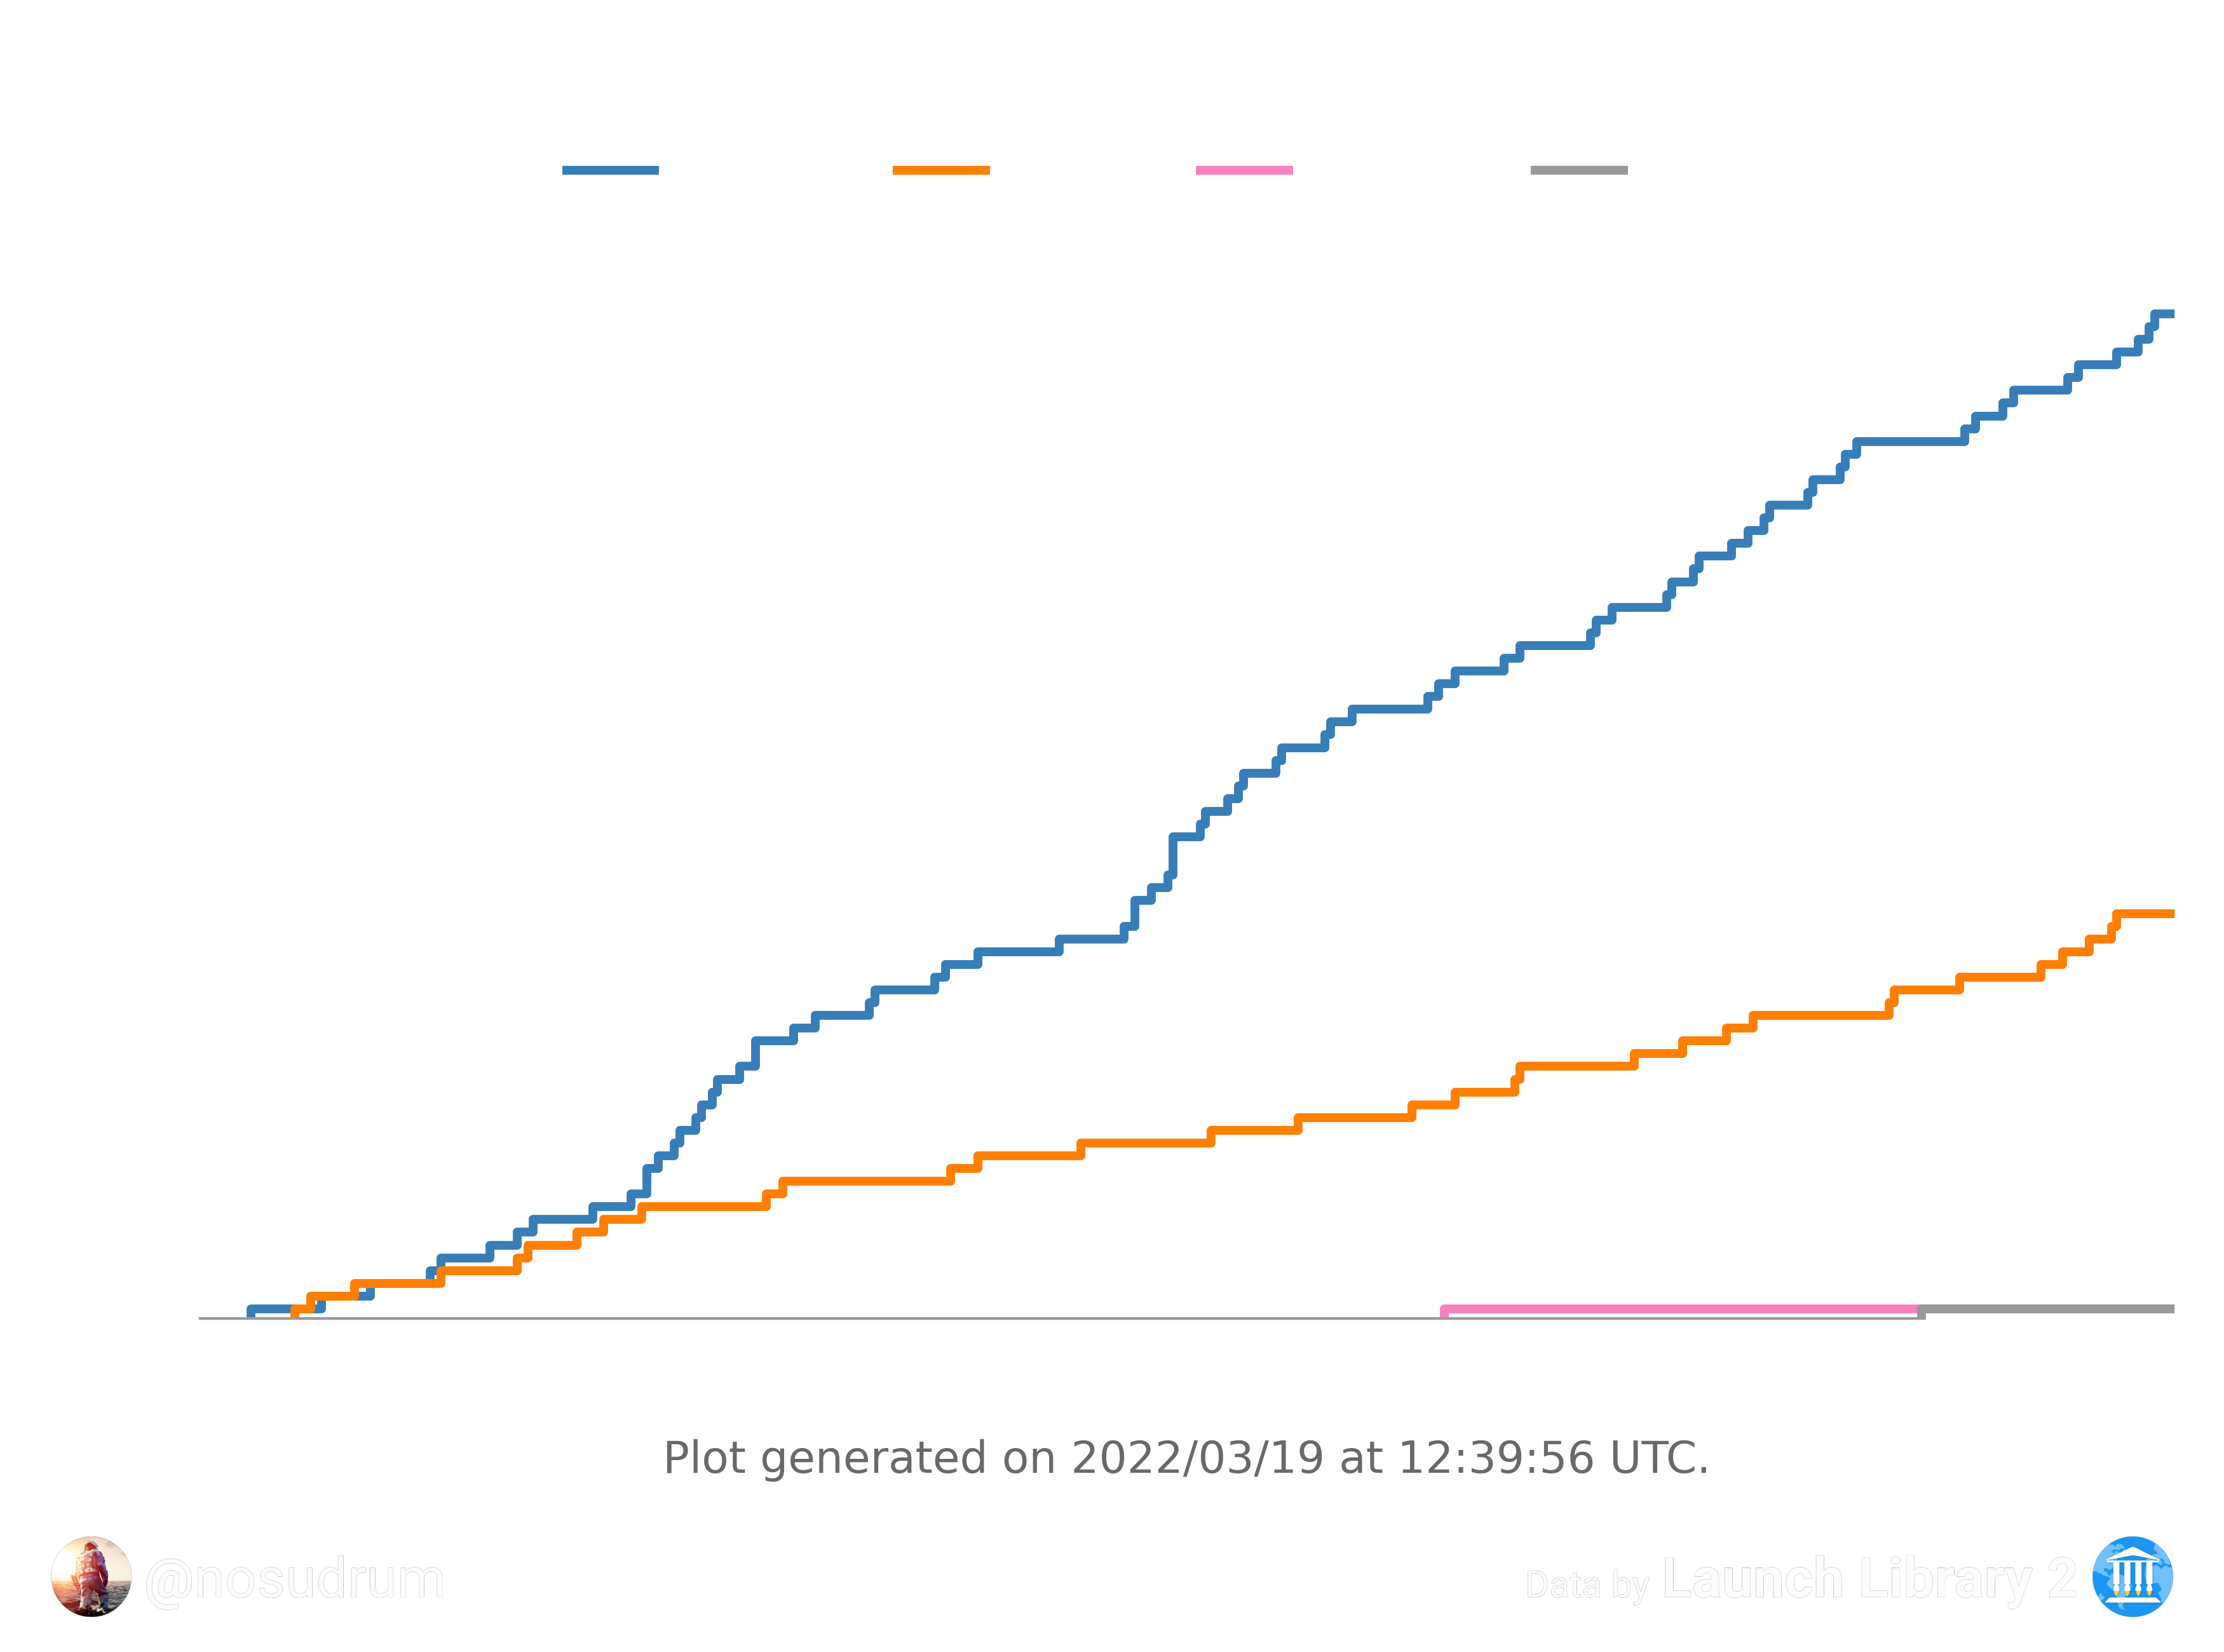 Plot generated on 2022/03/19 at 12:39:56 UTC.
@nosudrum
Data by Launch Library 2